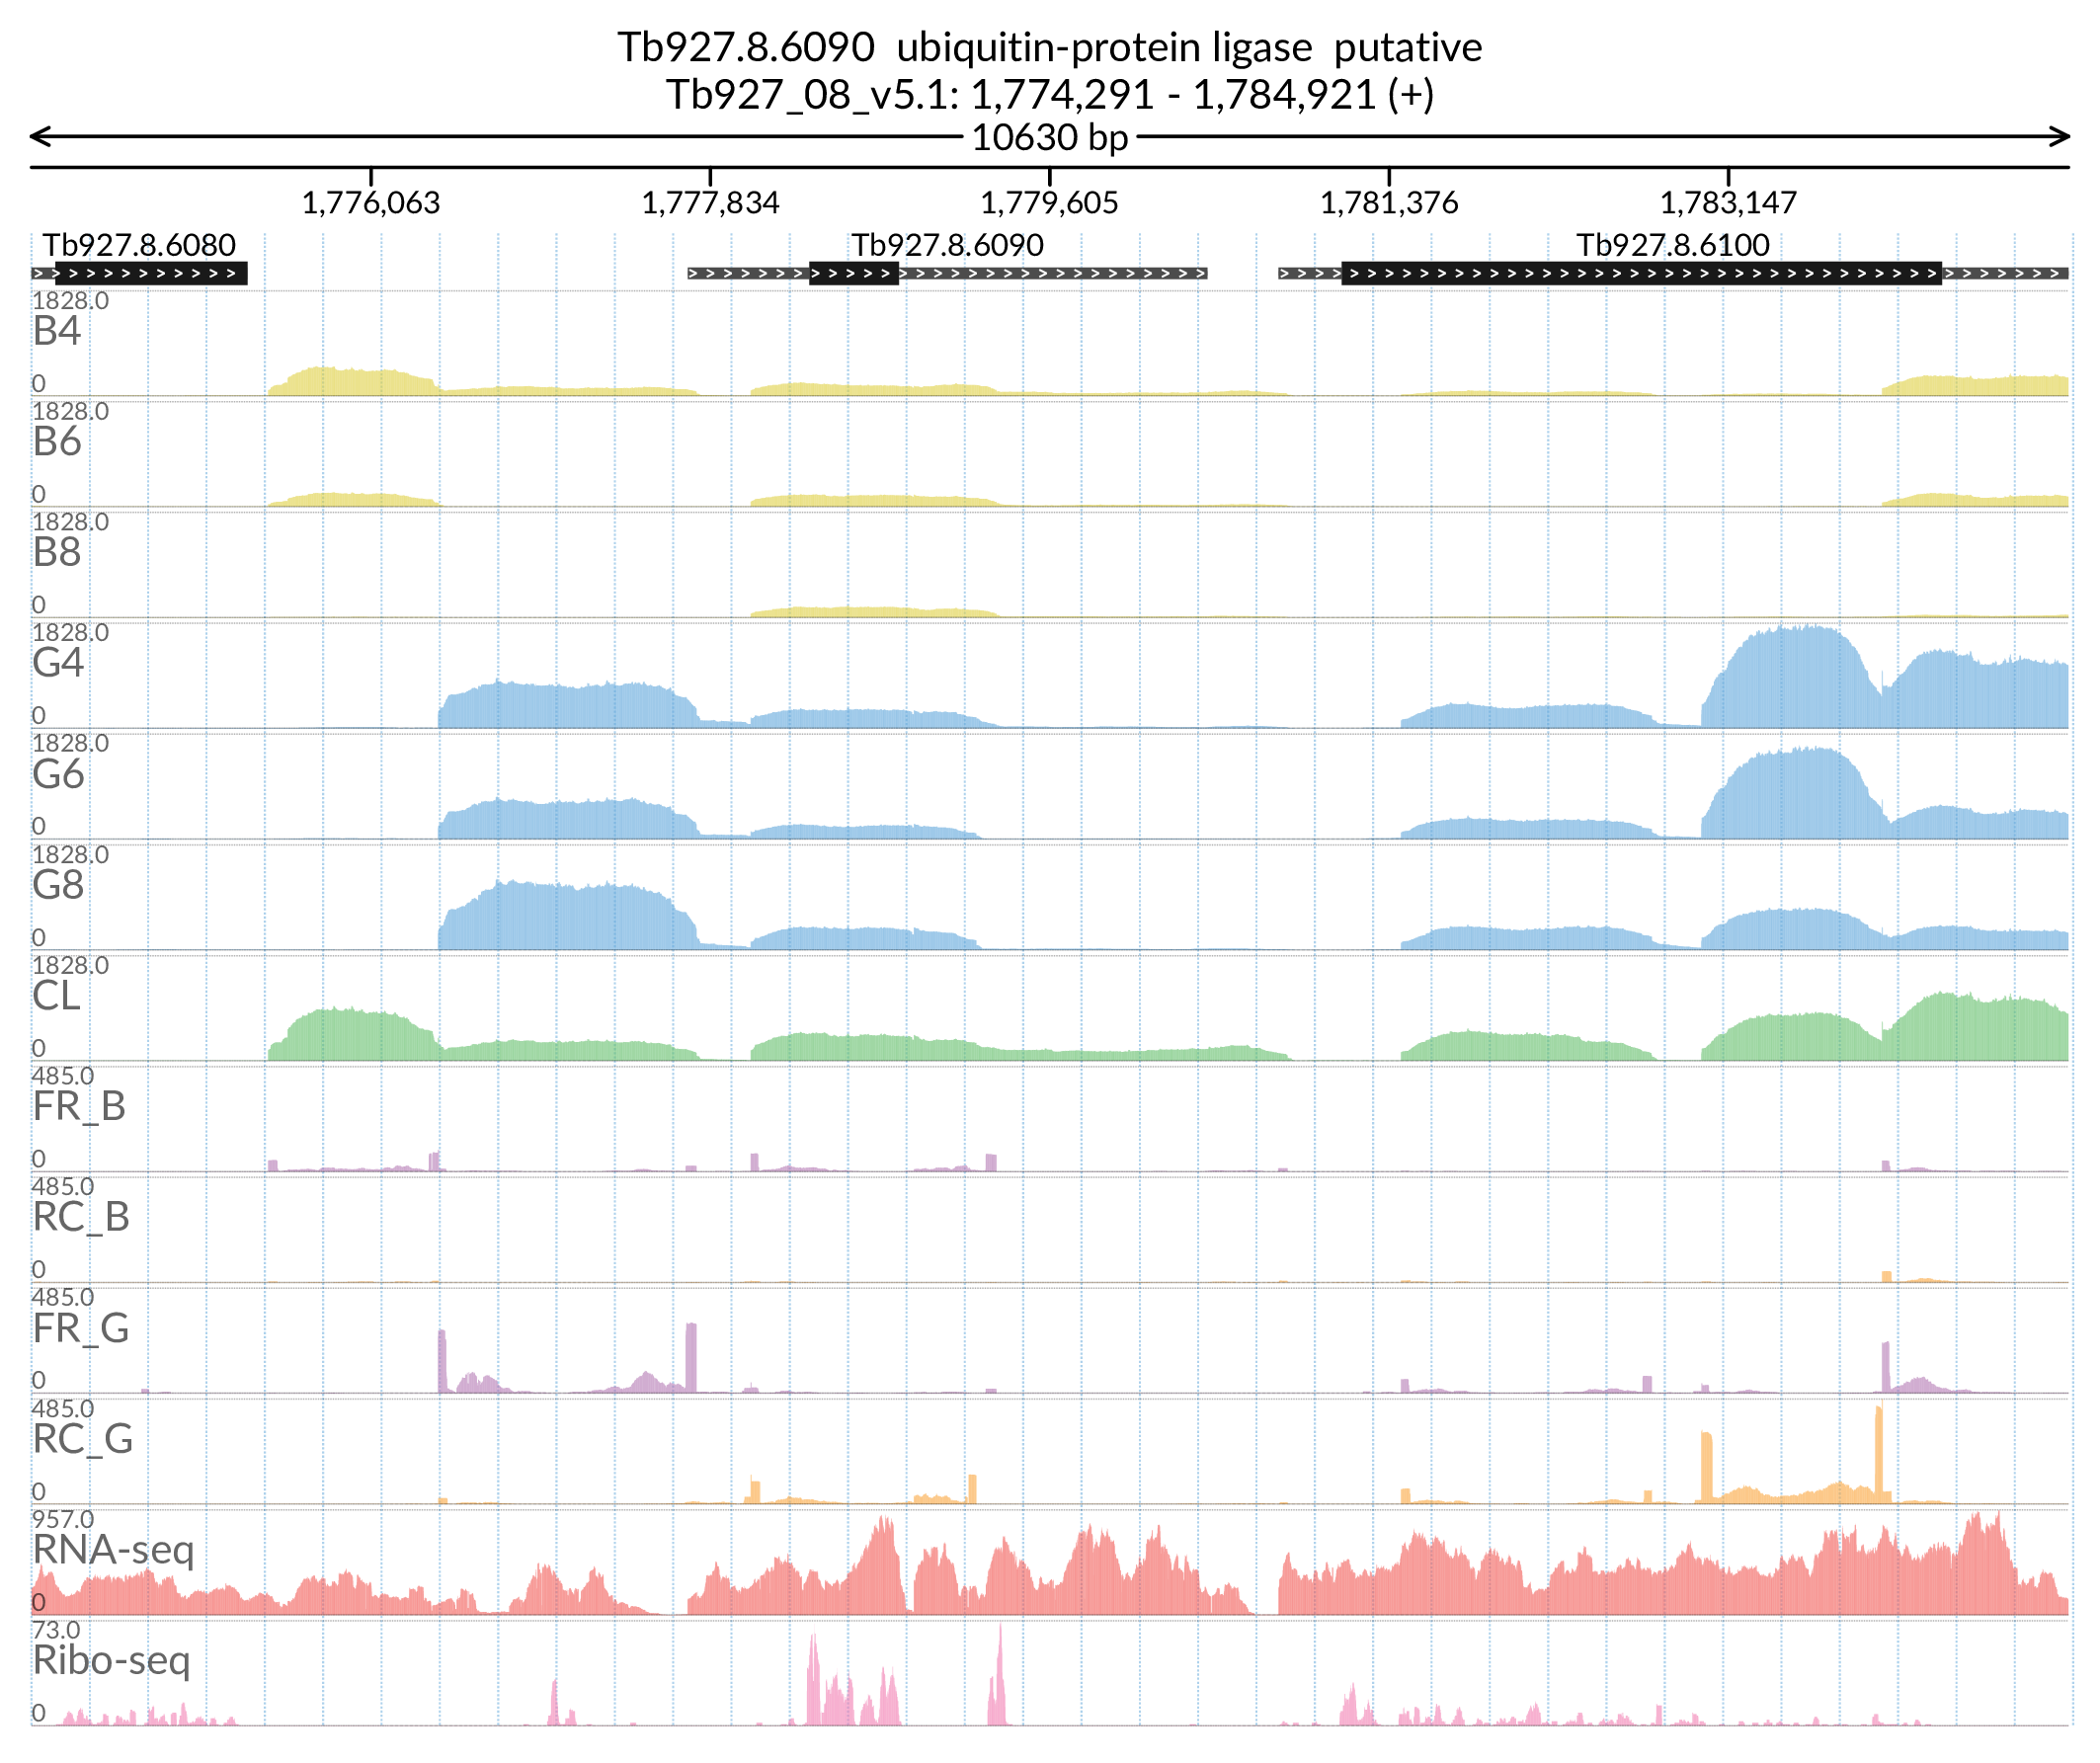 Tb927.8.6090 ubiquitin-protein ligase putative
Tb927_08_v5.1: 1,774,291 - 1,784,921 (+)
10630 bp
1,776,063 1,777,834 1,779,605 1,781,376 1,783,147
Tb927.8.6080 Tb927.8.6090 Tb927.8.6100
1828.0
B4
0
1828.0
B6
0
1828.0
B8
0
1828.0
G4
0
1828.0
G6
0
1828.0
G8
0
1828.0
CL
0
485.0
FR_B
0
485.0
RC_B
0
485.0
FR_G
0
485.0
RC_G
0
957.0
RNA-seq
0
73.0
Ribo-seq
0